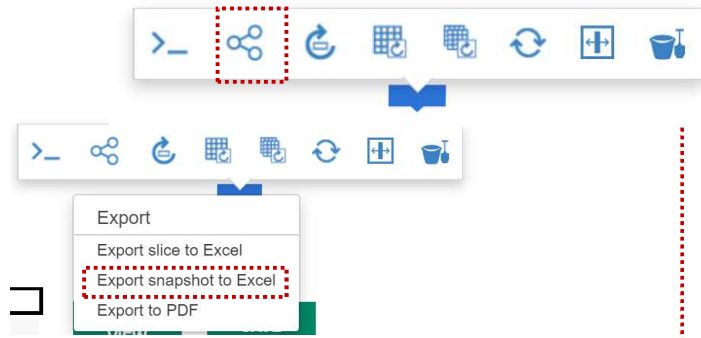 Export
Export slice to Excel
Export snapshot to Excel
Export to PDF